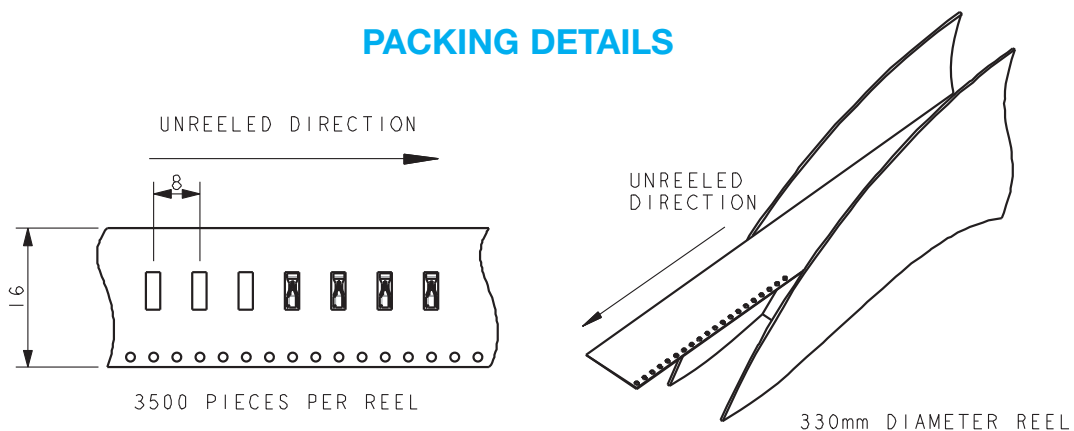 PACKING DETAILS
UNREELED DIRECTION
8
16
3500 PIECES PER REEL
UNREELED
DIRECTION
330mm DIAMETER REEL